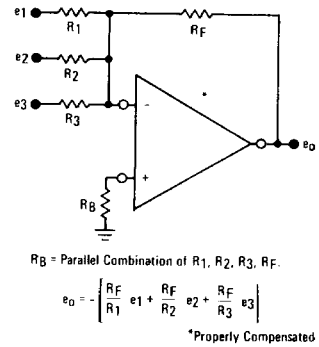 e1 R1 RF
e2 R2 *
e3 R3 -
+ eo
RB
RB = Parallel Combination of R1, R2, R3, RF.
eo = -[RF/R1 e1 + RF/R2 e2 + RF/R3 e3]
*Properly Compensated